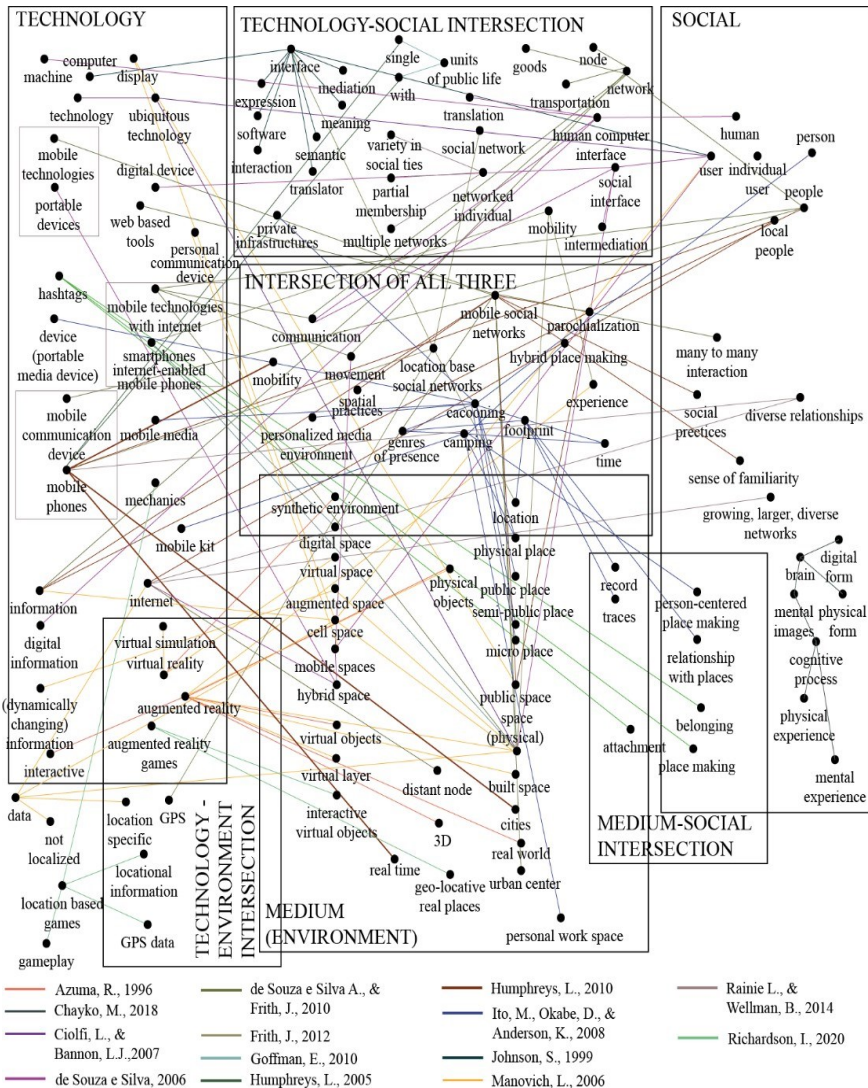 TECHNOLOGY
TECHNOLOGY-SOCIAL INTERSECTION
SOCIAL
computer
machine
display
technology
ubiquitous
technology
mobile
technologies
portable
devices
digital device
web based
tools
personal
communication
device
hashtags
mobile technologies
with internet
device
(portable
media device)
smartphones
internet-enabled
mobile phones
mobile
communication
device
mobile
phones
mobile media
mechanics
mobile kit
information
internet
digital
information
(dynamically
changing)
information
interactive
virtual simulation
virtual reality
augmented reality
augmented reality
games
data
not
localized
location
specific
GPS
locational
information
location based
games
GPS data
gameplay
TECHNOLOGY -
ENVIRONMENT
INTERSECTION
interface
single
units
of public life
goods
node
network
expression
mediation
with
transportation
software
meaning
translation
human computer
interface
interaction
semantic
translator
variety in
social ties
social network
partial
membership
networked
individual
social
interface
private
infrastructures
multiple networks
mobility
intermediation
human
person
user
individual
user
people
local
people
INTERSECTION OF ALL THREE
communication
mobile social
networks
parochialization
hybrid place making
mobility
movement
location base
social networks
spatial
practices
cacooning
experience
personalized media
environment
genres
of presence
camping
footprint
time
many to many
interaction
social
prectices
diverse relationships
sense of familiarity
growing, larger, diverse
networks
digital
form
brain
mental
images
physical
form
cognitive
process
physical
experience
mental experience
synthetic environment
location
digital space
physical place
virtual space
physical
objects
public place
augmented space
semi-public place
cell space
micro place
mobile spaces
hybrid space
public space
space
(physical)
virtual objects
virtual layer
distant node
built space
interactive
virtual objects
cities
3D
real world
real time
geo-locative
real places
urban center
personal work space
MEDIUM
(ENVIRONMENT)
record
traces
person-centered
place making
relationship
with places
belonging
attachment
place making
MEDIUM-SOCIAL
INTERSECTION
Azuma, R., 1996
Chayko, M., 2018
Ciolfi, L., &
Bannon, L.J.,2007
de Souza e Silva, 2006
de Souza e Silva A., &
Frith, J., 2010
Frith, J., 2012
Goffman, E., 2010
Humphreys, L., 2005
Humphreys, L., 2010
Ito, M., Okabe, D., &
Anderson, K., 2008
Johnson, S., 1999
Manovich, L., 2006
Rainie L., &
Wellman, B., 2014
Richardson, I., 2020